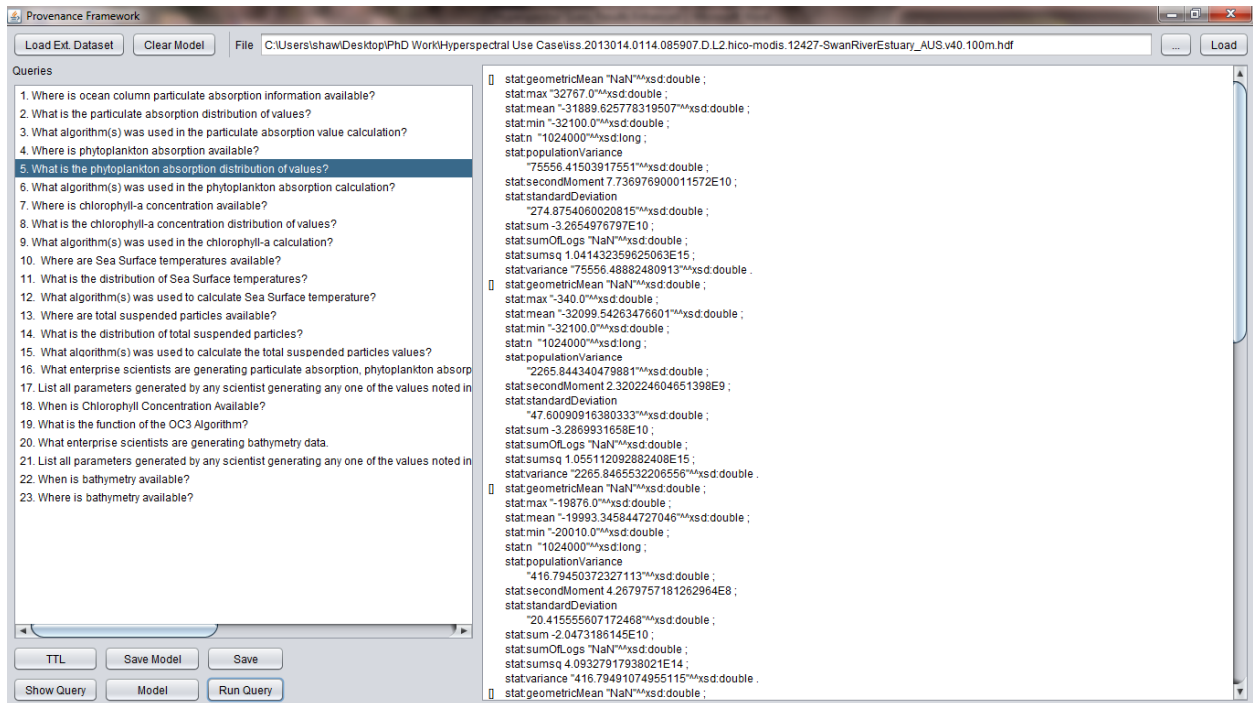 Provenance Framework
Load Ext. Dataset Clear Model File C:\Users\shaw\Desktop\PhD Work\Hyperspectral Use Case\iss.2013014.0114.085907.D.L2.hico-modis.12427-SwanRiverEstuary_AUS.v40.100m.hdf ... Load
Queries
1. Where is ocean column particulate absorption information available?
2. What is the particulate absorption distribution of values?
3. What algorithm(s) was used in the particulate absorption value calculation?
4. Where is phytoplankton absorption available?
5. What is the phytoplankton absorption distribution of values?
6. What algorithm(s) was used in the phytoplankton absorption calculation?
7. Where is chlorophyll-a concentration available?
8. What is the chlorophyll-a concentration distribution of values?
9. What algorithm(s) was used in the chlorophyll-a calculation?
10. Where are Sea Surface temperatures available?
11. What is the distribution of Sea Surface temperatures?
12. What algorithm(s) was used to calculate Sea Surface temperature?
13. Where are total suspended particles available?
14. What is the distribution of total suspended particles?
15. What algorithm(s) was used to calculate the total suspended particles values?
16. What enterprise scientists are generating particulate absorption, phytoplankton absorp
17. List all parameters generated by any scientist generating any one of the values noted in
18. When is Chlorophyll Concentration Available?
19. What is the function of the OC3 Algorithm?
20. What enterprise scientists are generating bathymetry data.
21. List all parameters generated by any scientist generating any one of the values noted in
22. When is bathymetry available?
23. Where is bathymetry available?
TTL Save Model Save
Show Query Model Run Query
[] stat:geometricMean "NaN"^^xsd:double ;
stat:max "32767.0"^^xsd:double ;
stat:mean "-31889.625778319507"^^xsd:double ;
stat:min "-32100.0"^^xsd:double ;
stat:n "1024000"^^xsd:long ;
stat:populationVariance
"75556.41503917551"^^xsd:double ;
stat:secondMoment 7.736976900011572E10 ;
stat:standardDeviation
"274.8754060020815"^^xsd:double ;
stat:sum -3.2654976797E10 ;
stat:sumOfLogs "NaN"^^xsd:double ;
stat:sumsq 1.041432359625063E15 ;
stat:variance "75556.48882480913"^^xsd:double .
[] stat:geometricMean "NaN"^^xsd:double ;
stat:max "-340.0"^^xsd:double ;
stat:mean "-32099.54263476601"^^xsd:double ;
stat:min "-32100.0"^^xsd:double ;
stat:n "1024000"^^xsd:long ;
stat:populationVariance
"2265.844340479881"^^xsd:double ;
stat:secondMoment 2.320224604651398E9 ;
stat:standardDeviation
"47.60090916380333"^^xsd:double ;
stat:sum -3.2869931658E10 ;
stat:sumOfLogs "NaN"^^xsd:double ;
stat:sumsq 1.055112092882408E15 ;
stat:variance "2265.8465532206556"^^xsd:double .
[] stat:geometricMean "NaN"^^xsd:double ;
stat:max "-19876.0"^^xsd:double ;
stat:mean "-19993.345844727046"^^xsd:double ;
stat:min "-20010.0"^^xsd:double ;
stat:n "1024000"^^xsd:long ;
stat:populationVariance
"416.79450372327113"^^xsd:double ;
stat:secondMoment 4.2679757181262964E8 ;
stat:standardDeviation
"20.415555607172468"^^xsd:double ;
stat:sum -2.0473186145E10 ;
stat:sumOfLogs "NaN"^^xsd:double ;
stat:sumsq 4.09327917938021E14 ;
stat:variance "416.79491074955115"^^xsd:double .
[] stat:geometricMean "NaN"^^xsd:double ;